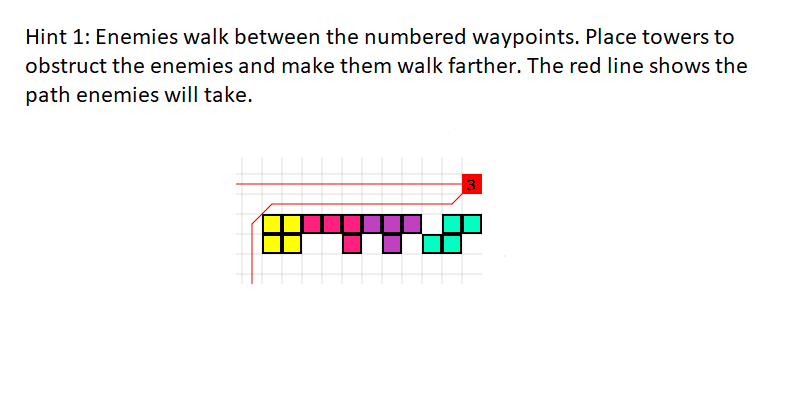 Hint 1: Enemies walk between the numbered waypoints. Place towers to
obstruct the enemies and make them walk farther. The red line shows the
path enemies will take.
3